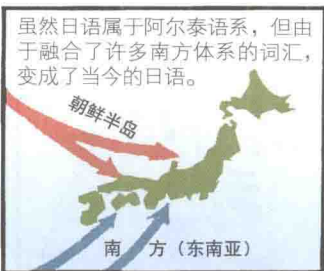 虽然日语属于阿尔泰语系，但由
于融合了许多南方体系的词汇，
变成了当今的日语。
朝鲜半岛
南 方（东南亚）